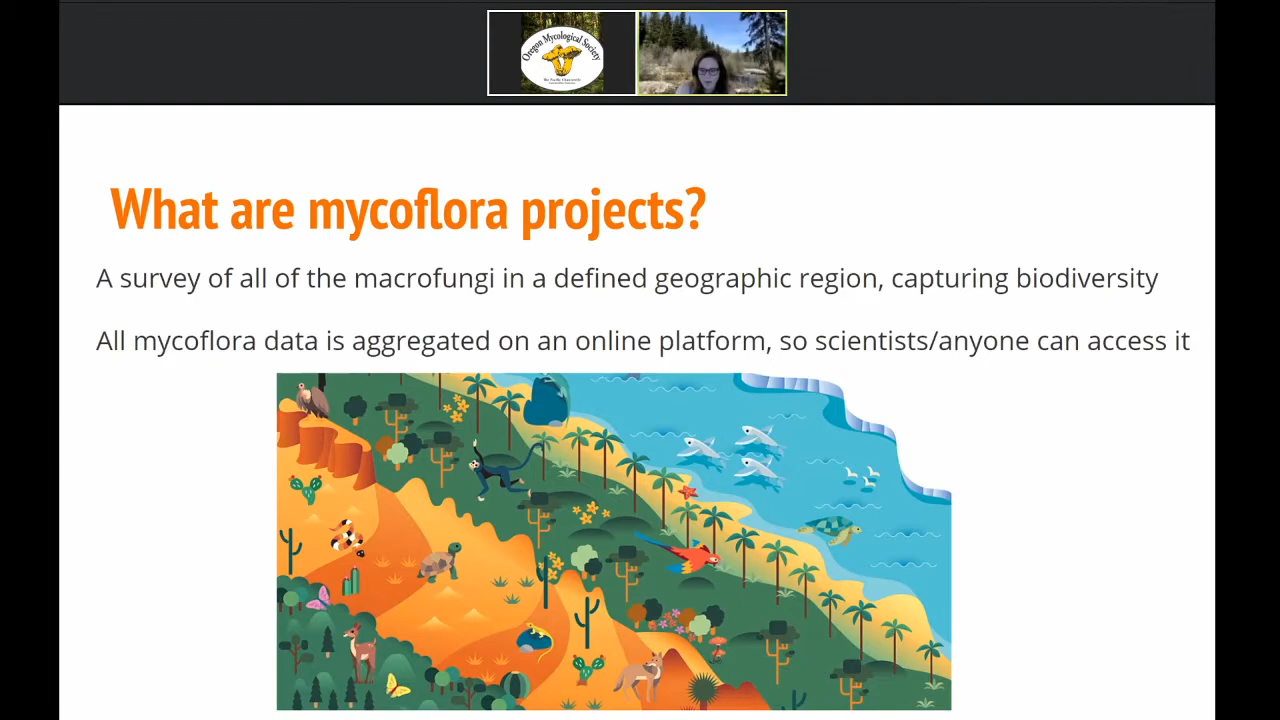 Oregon Mycological Society
What are mycoflora projects?
A survey of all of the macrofungi in a defined geographic region, capturing biodiversity
All mycoflora data is aggregated on an online platform, so scientists/anyone can access it